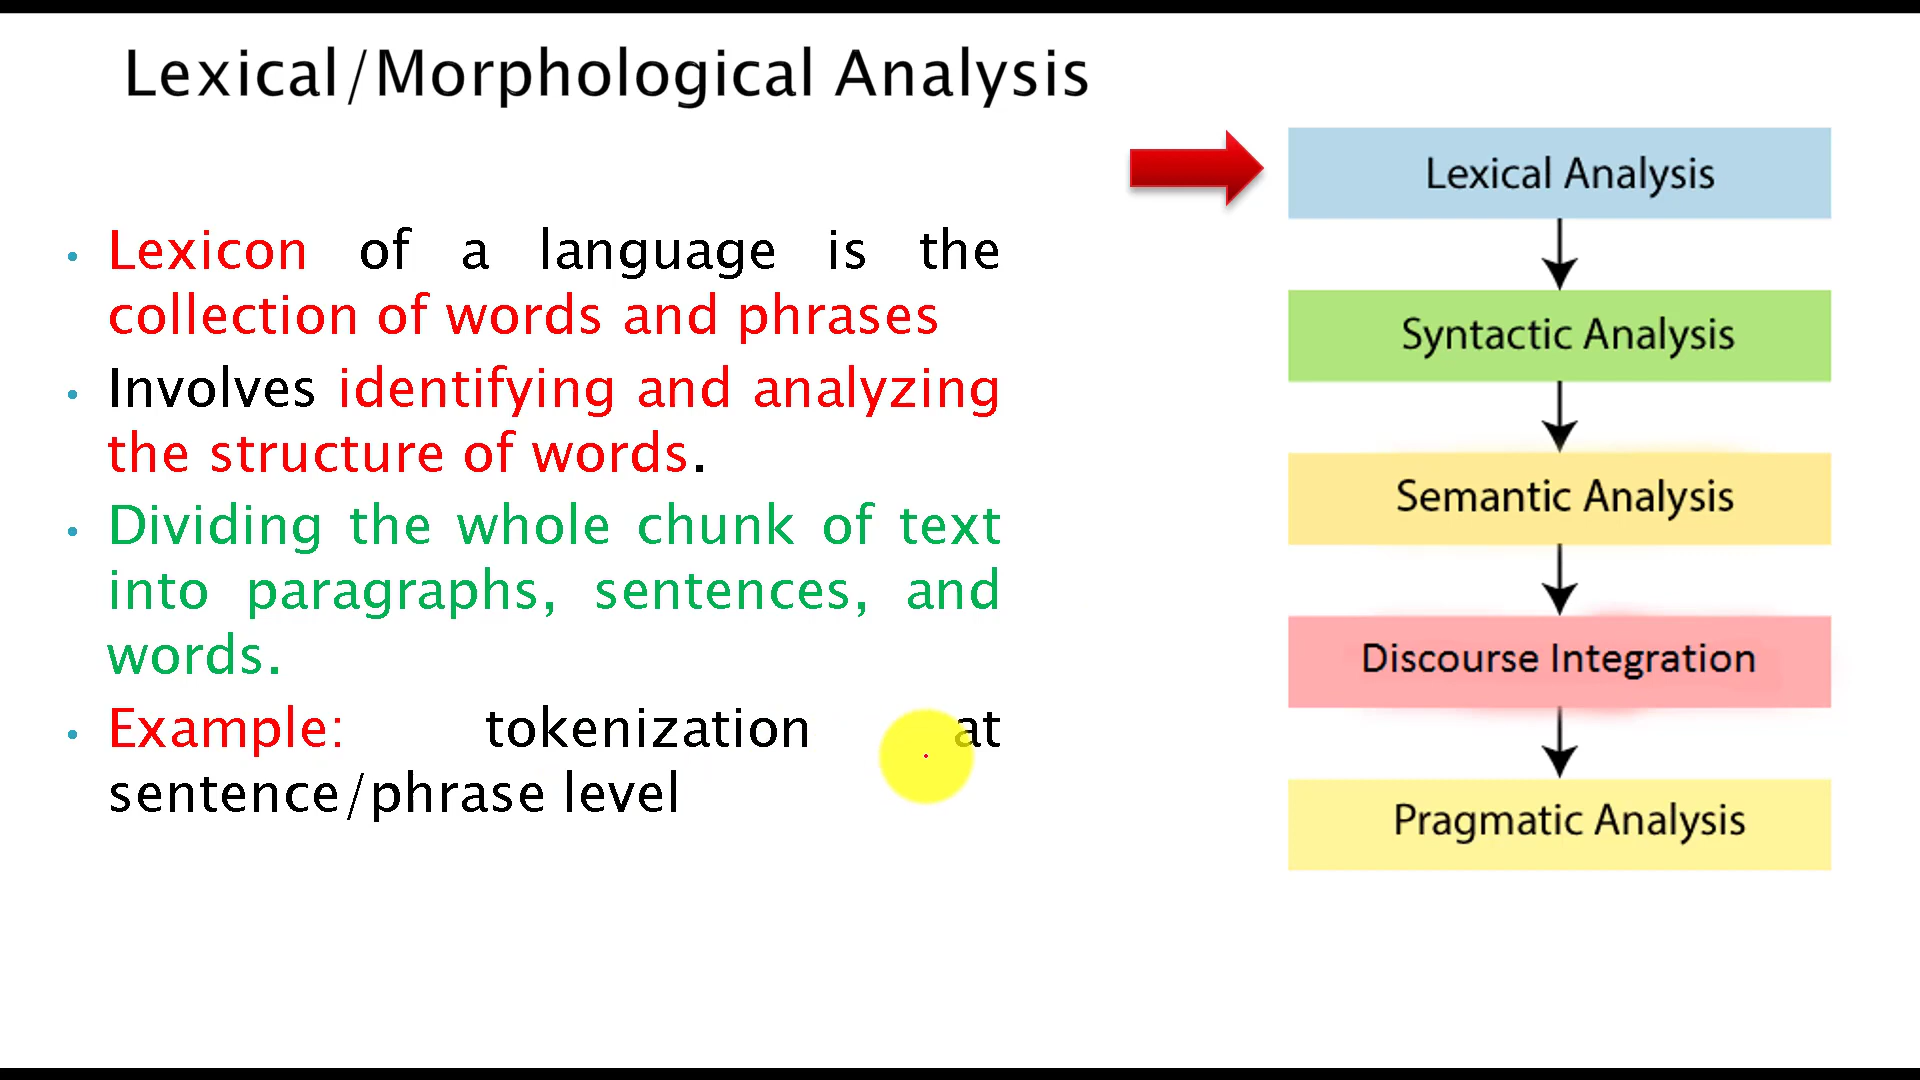 Lexical/Morphological Analysis
• Lexicon of a language is the
collection of words and phrases
• Involves identifying and analyzing
the structure of words.
• Dividing the whole chunk of text
into paragraphs, sentences, and
words.
• Example: tokenization at
sentence/phrase level
Lexical Analysis
Syntactic Analysis
Semantic Analysis
Discourse Integration
Pragmatic Analysis